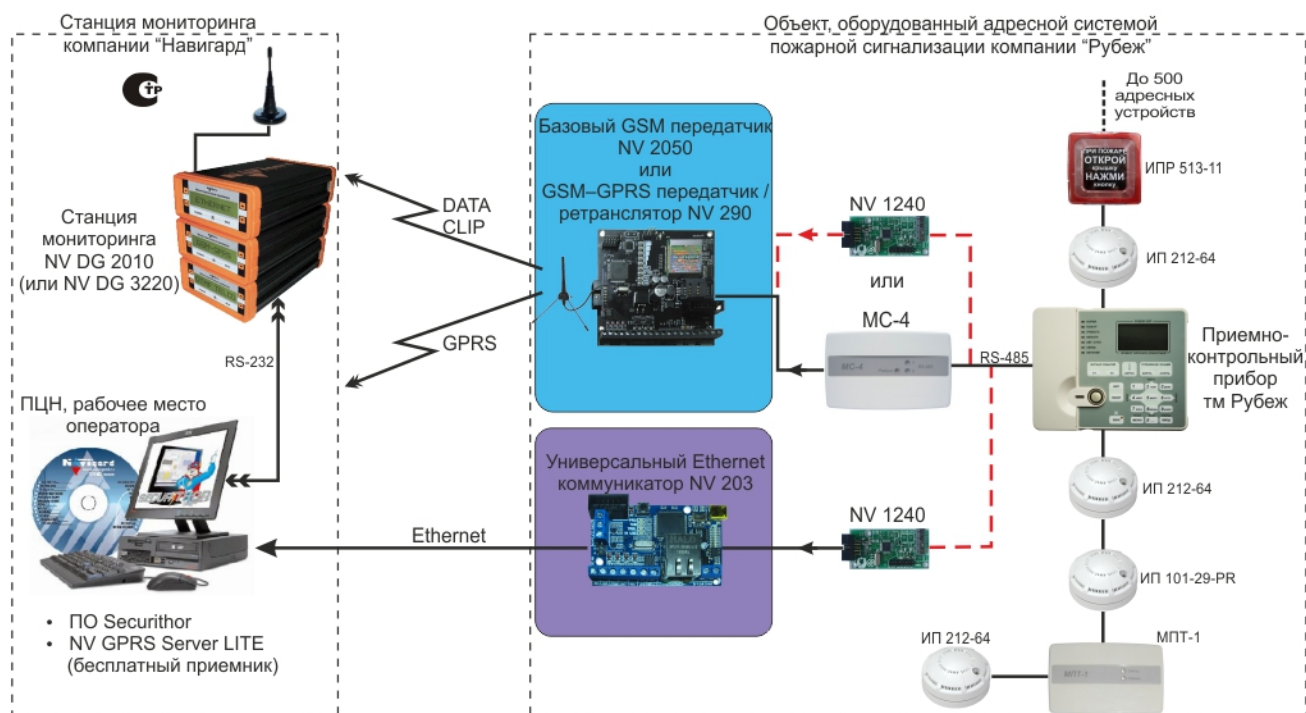 Станция мониторинга
компании “Навигард”
Объект, оборудованный адресной системой
пожарной сигнализации компании “Рубеж”
Станция
мониторинга
NV DG 2010
(или NV DG 3220)
RS-232
ПЦН, рабочее место
оператора
• ПО Securithor
• NV GPRS Server LITE
(бесплатный приемник)
DATA
CLIP
GPRS
Ethernet
Базовый GSM передатчик
NV 2050
или
GSM–GPRS передатчик /
ретранслятор NV 290
Универсальный Ethernet
коммуникатор NV 203
NV 1240
или
МС-4
МС-4
NV 1240
RS-485
До 500
адресных
устройств
ПРИ ПОЖАРЕ
ОТКРОЙ
крышку
НАЖМИ
кнопку
ИПР 513-11
ИП 212-64
Приемно-
контрольный
прибор
тм Рубеж
ИП 212-64
ИП 101-29-PR
МПТ-1
МПТ-1
ИП 212-64